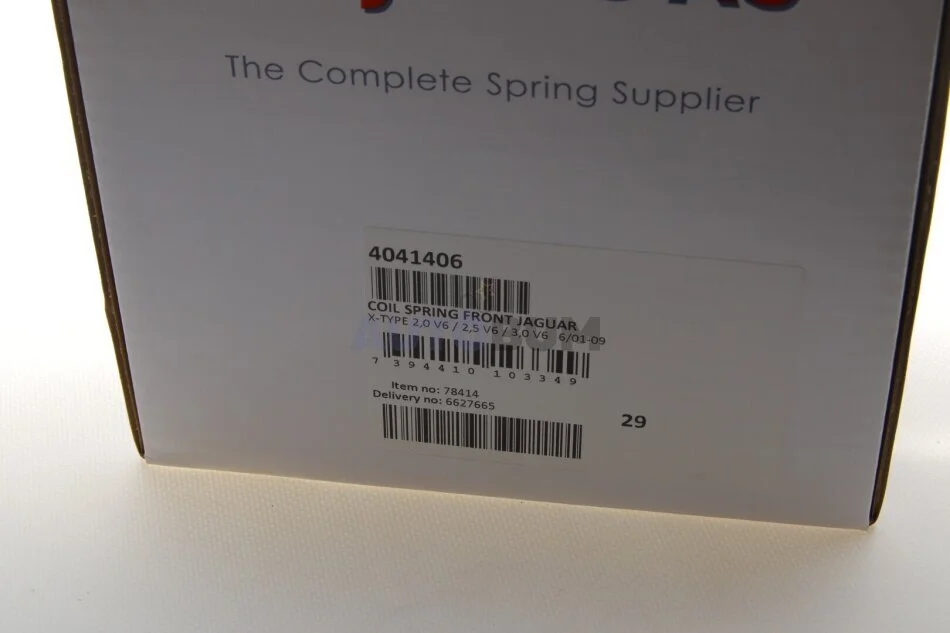 The Complete Spring Supplier
4041406
COIL SPRING FRONT JAGUAR
X-TYPE 2,0 V6 / 2,5 V6 / 3,0 V6 6/01-09
7 394410 103349
Item no: 78414
Delivery no: 6627665
29